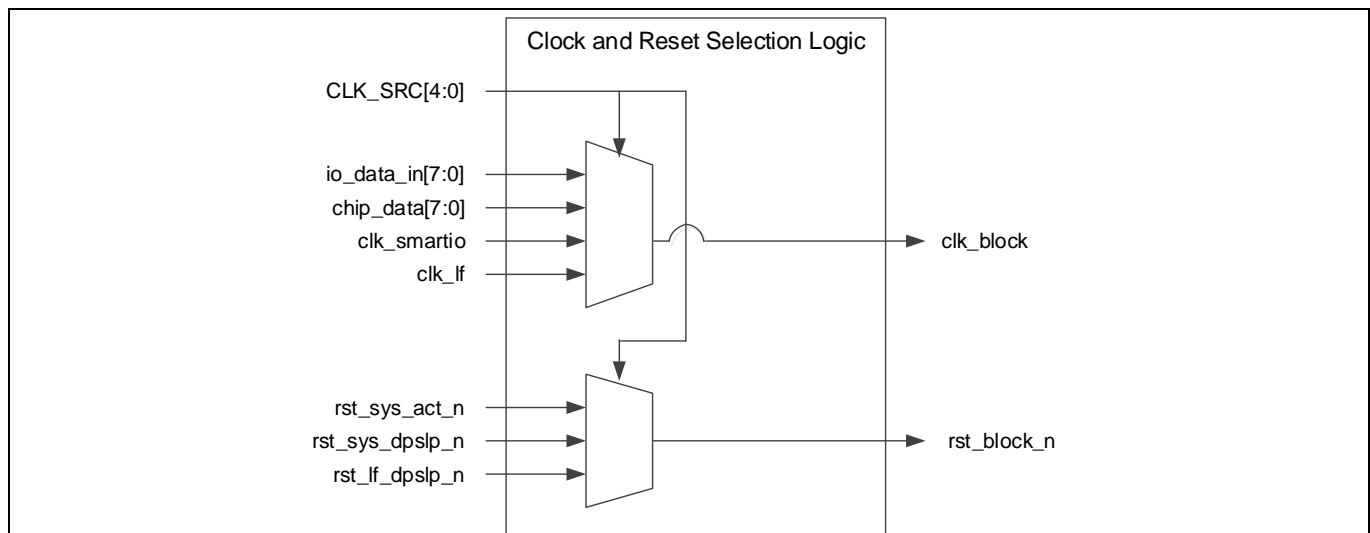 Clock and Reset Selection Logic
CLK_SRC[4:0]
io_data_in[7:0]
chip_data[7:0]
clk_smartio
clk_lf
clk_block
rst_sys_act_n
rst_sys_dpslp_n
rst_lf_dpslp_n
rst_block_n